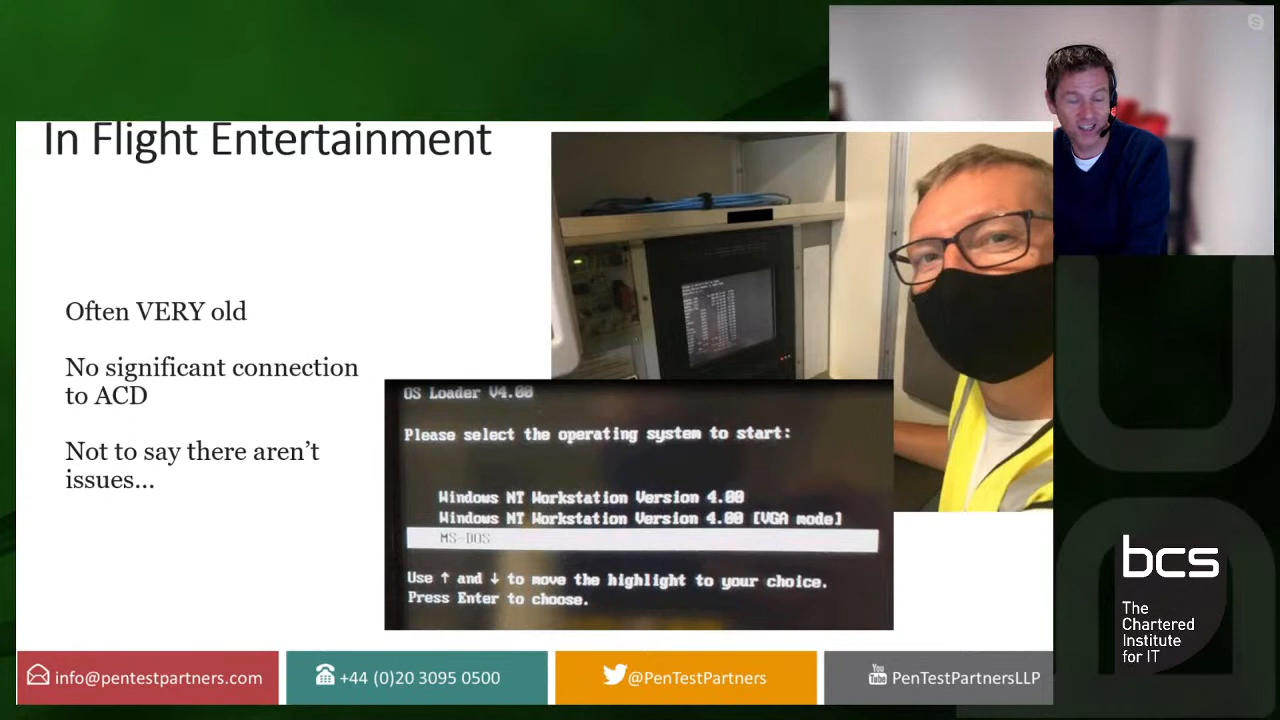 In Flight Entertainment
Often VERY old
No significant connection
to ACD
Not to say there aren't
issues...
OS Loader V4.00
Please select the operating system to start:
Windows NT Workstation Version 4.00
Windows NT Workstation Version 4.00 [VGA mode]
MS-DOS
Use ↑ and ↓ to move the highlight to your choice.
Press Enter to choose.
info@pentestpartners.com
+44 (0)20 3095 0500
@PenTestPartners
You
Tube
PenTestPartnersLLP
bcs
The
Chartered
Institute
for IT